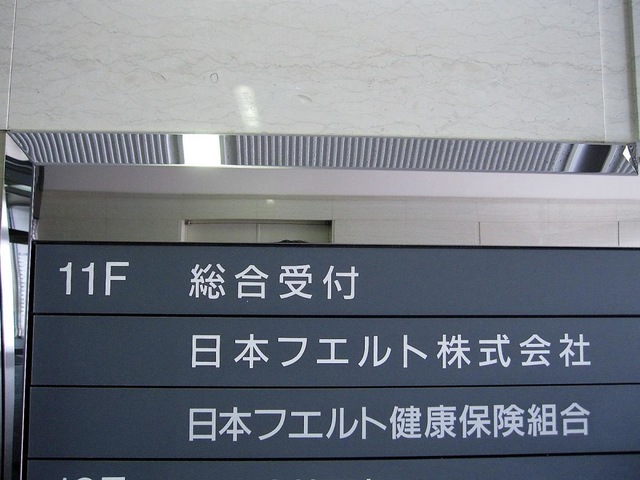 11F 総合受付
日本フエルト株式会社
日本フエルト健康保険組合